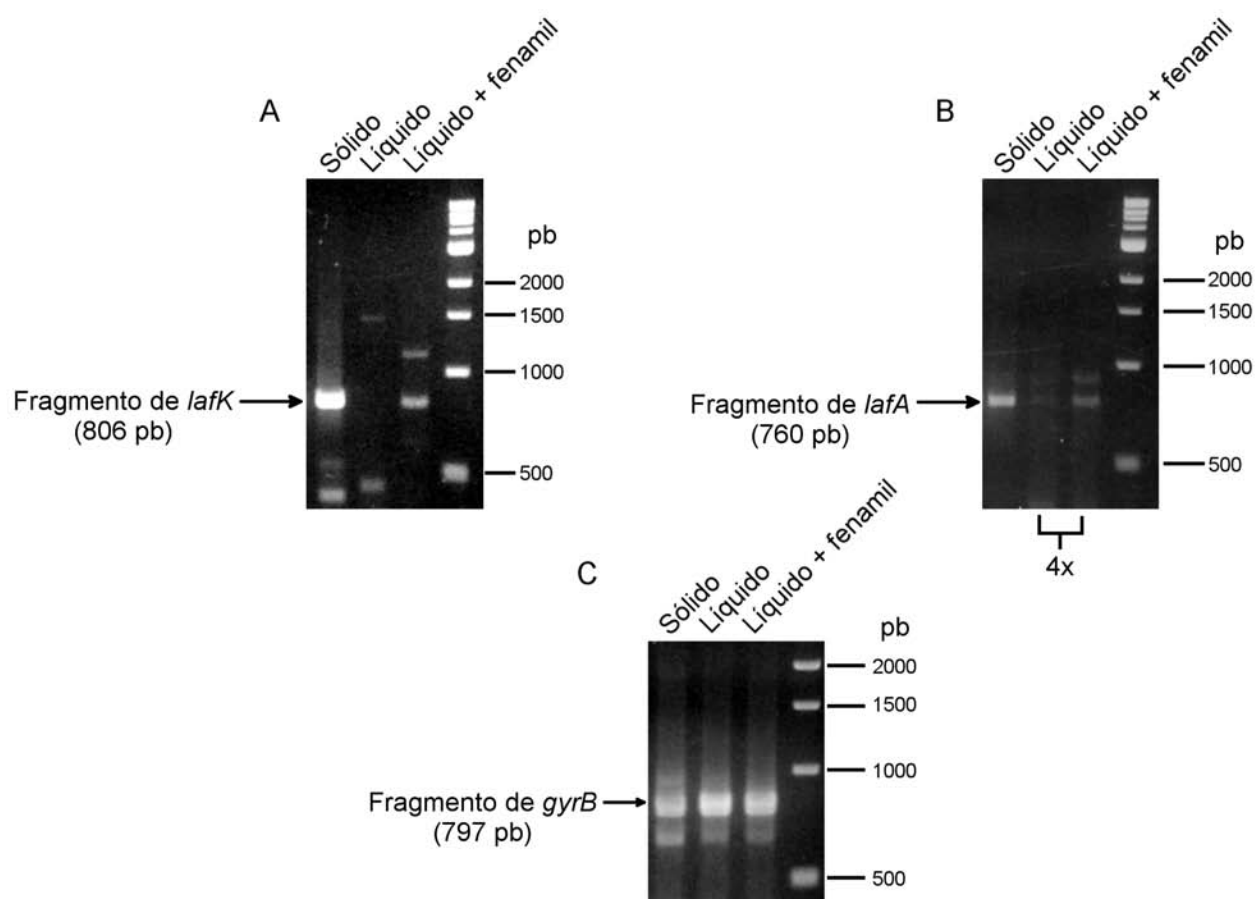 A
Sólido
Líquido
Líquido + fenamil
pb
2000
1500
1000
500
Fragmento de lafK
(806 pb)
B
Sólido
Líquido
Líquido + fenamil
pb
2000
1500
1000
500
Fragmento de lafA
(760 pb)
4x
C
Sólido
Líquido
Líquido + fenamil
pb
2000
1500
1000
500
Fragmento de gyrB
(797 pb)